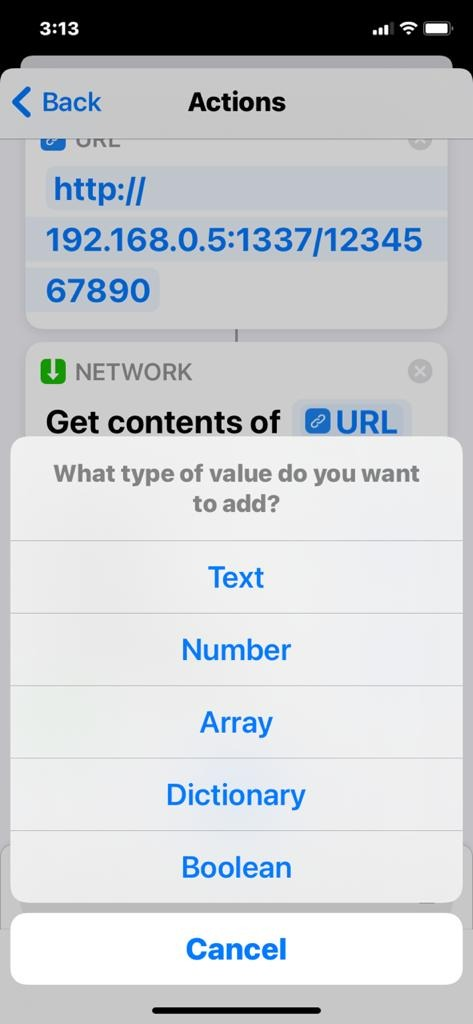 3:13
Back
Actions
URL
http://
192.168.0.5:1337/12345
67890
NETWORK
Get contents of URL
What type of value do you want
to add?
Text
Number
Array
Dictionary
Boolean
Cancel